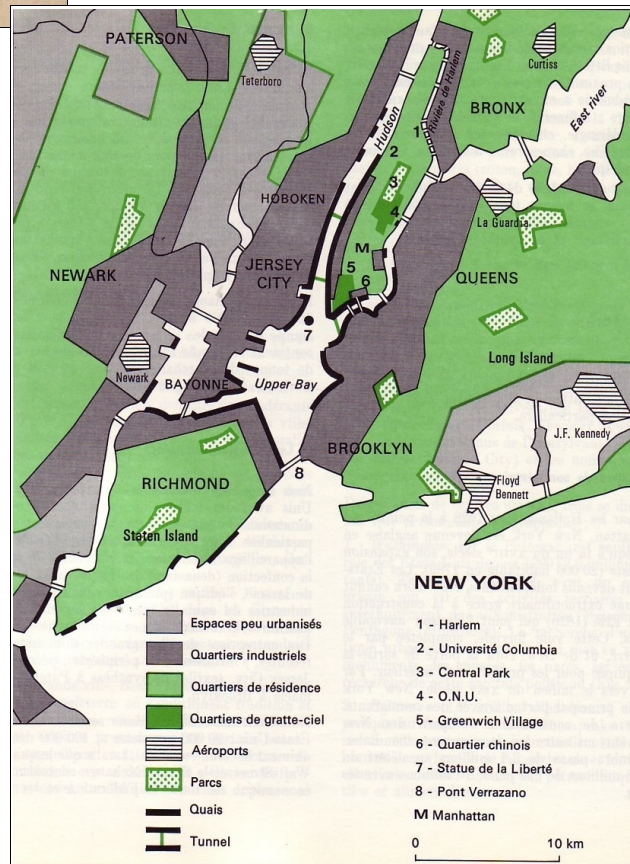 PATERSON
Teterboro
Curtiss
Hudson
Rivière de Harlem
BRONX
East river
1
2
3
HOBOKEN
4
La Guardia
M
NEWARK
JERSEY
CITY
5
6
QUEENS
7
Long Island
Newark
BAYONNE
Upper Bay
J.F. Kennedy
BROOKLYN
Floyd
Bennett
8
RICHMOND
Staten Island
NEW YORK
Espaces peu urbanisés
Quartiers industriels
Quartiers de résidence
Quartiers de gratte-ciel
Aéroports
Parcs
Quais
Tunnel
1 - Harlem
2 - Université Columbia
3 - Central Park
4 - O.N.U.
5 - Greenwich Village
6 - Quartier chinois
7 - Statue de la Liberté
8 - Pont Verrazano
M Manhattan
0 10 km